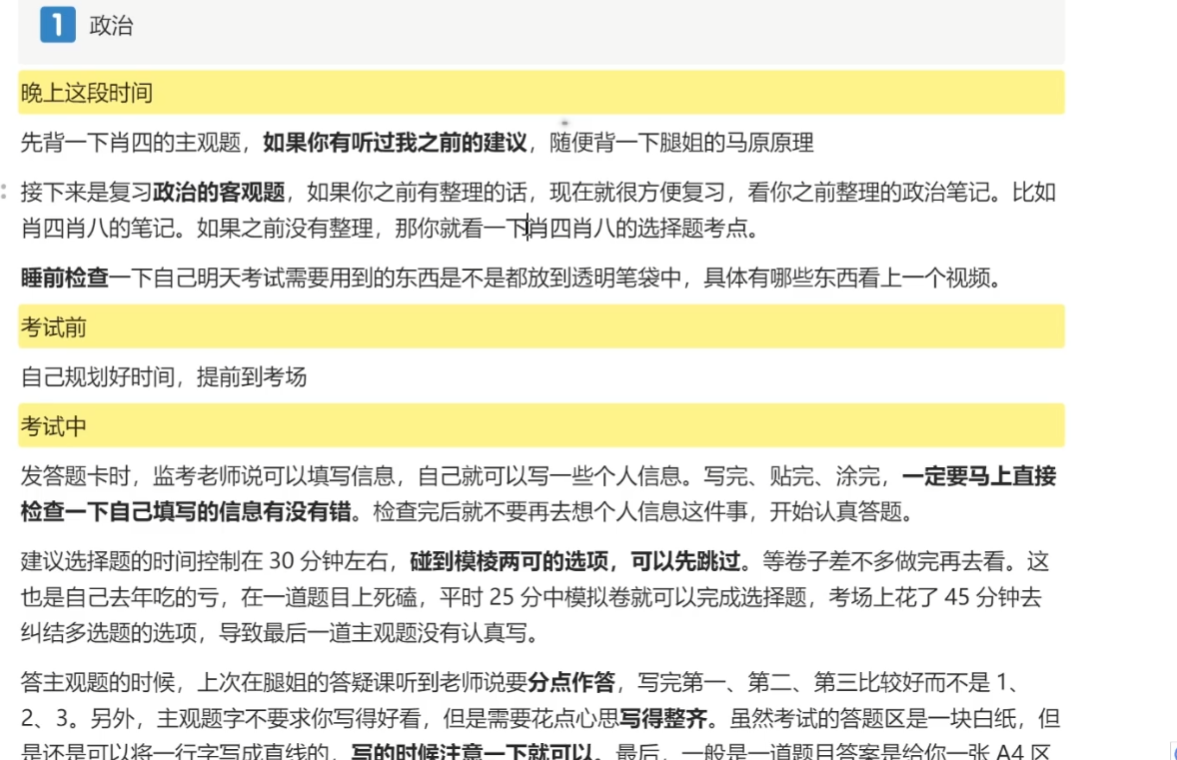 1 政治
晚上这段时间
先背一下肖四的主观题，如果你有听过我之前的建议，随便背一下腿姐的马原原理
接下来是复习政治的客观题，如果你之前有整理的话，现在就很方便复习，看你之前整理的政治笔记。比如
肖四肖八的笔记。如果之前没有整理，那你就看一下肖四肖八的选择题考点。
睡前检查一下自己明天考试需要用到的东西是不是都放到透明笔袋中，具体有哪些东西看上一个视频。
考试前
自己规划好时间，提前到考场
考试中
发答题卡时，监考老师说可以填写信息，自己就可以写一些个人信息。写完、贴完、涂完，一定要马上直接
检查一下自己填写的信息有没有错。检查完后就不要再去想个人信息这件事，开始认真答题。
建议选择题的时间控制在 30 分钟左右，碰到模棱两可的选项，可以先跳过。等卷子差不多做完再去看。这
也是自己去年吃的亏，在一道题目上死磕，平时 25 分中模拟卷就可以完成选择题，考场上花了 45 分钟去
纠结多选题的选项，导致最后一道主观题没有认真写。
答主观题的时候，上次在腿姐的答疑课听到老师说要分点作答，写完第一、第二、第三比较好而不是 1、
2、3。另外，主观题字不要求你写得好看，但是需要花点心思写得整齐。虽然考试的答题区是一块白纸，但
是还是可以将一行字写成直线的，写的时候注意一下就可以。最后，一般是一道题目答案是给你一张 A4 区